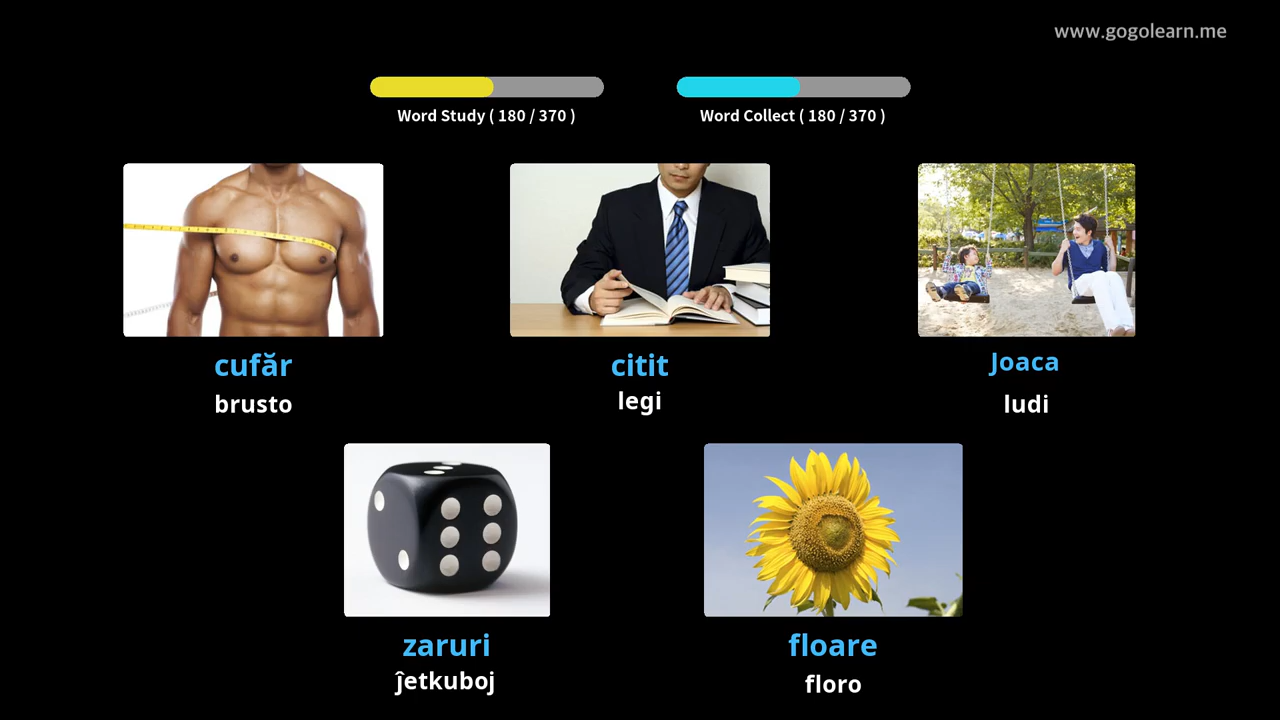 www.gogolearn.me
Word Study ( 180 / 370 )
Word Collect ( 180 / 370 )
cufăr
brusto
citit
legi
Joaca
ludi
zaruri
ĵetkuboj
floare
floro